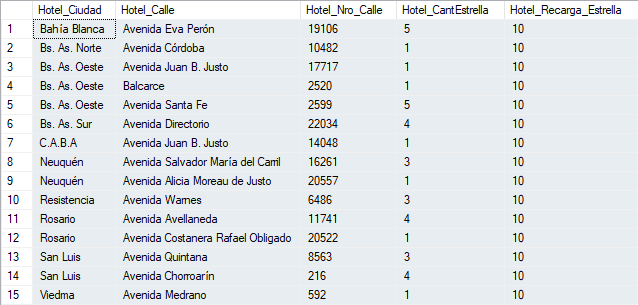 Hotel_Ciudad Hotel_Calle Hotel_Nro_Calle Hotel_CantEstrella Hotel_Recarga_Estrella
1 Bahía Blanca Avenida Eva Perón 19106 5 10
2 Bs. As. Norte Avenida Córdoba 10482 1 10
3 Bs. As. Oeste Avenida Juan B. Justo 17717 1 10
4 Bs. As. Oeste Balcarce 2520 1 10
5 Bs. As. Oeste Avenida Santa Fe 2599 5 10
6 Bs. As. Sur Avenida Directorio 22034 4 10
7 C.A.B.A Avenida Juan B. Justo 14048 1 10
8 Neuquén Avenida Salvador María del Carril 16261 3 10
9 Neuquén Avenida Alicia Moreau de Justo 20557 1 10
10 Resistencia Avenida Warnes 6486 3 10
11 Rosario Avenida Avellaneda 11741 4 10
12 Rosario Avenida Costanera Rafael Obligado 20522 1 10
13 San Luis Avenida Quintana 8563 3 10
14 San Luis Avenida Chorroarín 216 4 10
15 Viedma Avenida Medrano 592 1 10